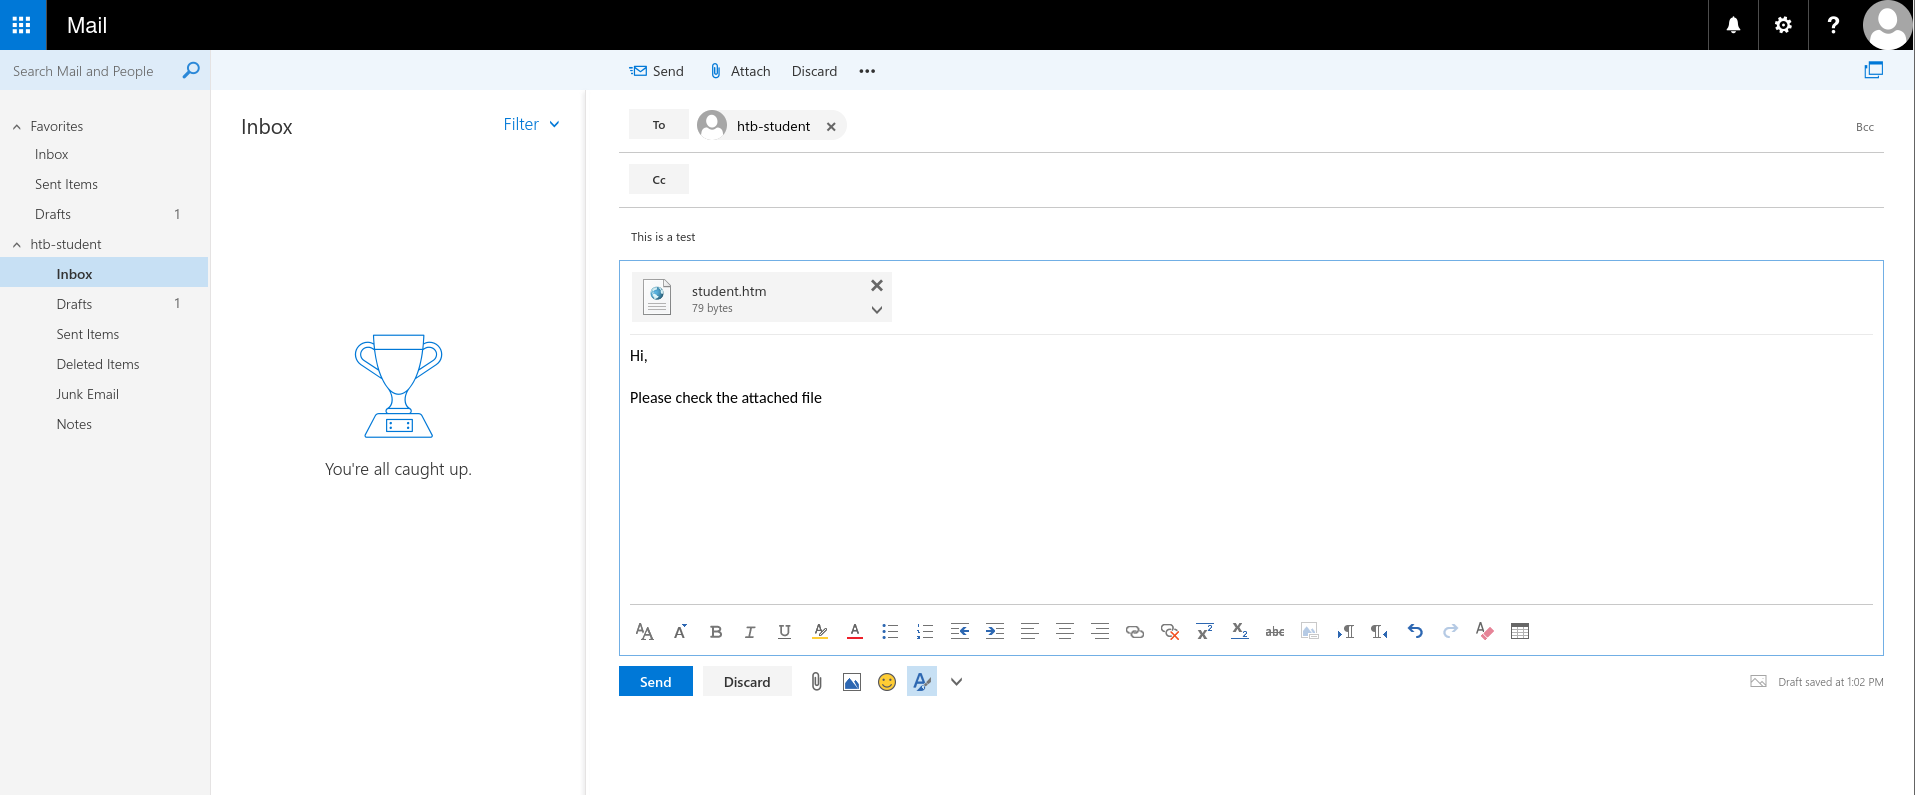 Mail
Search Mail and People
Send Attach Discard •••
Favorites
Inbox
Sent Items
Drafts 1
htb-student
Inbox
Drafts 1
Sent Items
Deleted Items
Junk Email
Notes
Inbox
Filter
You're all caught up.
To htb-student Bcc
Cc
This is a test
student.htm
79 bytes
Hi,
Please check the attached file
Send Discard
Draft saved at 1:02 PM